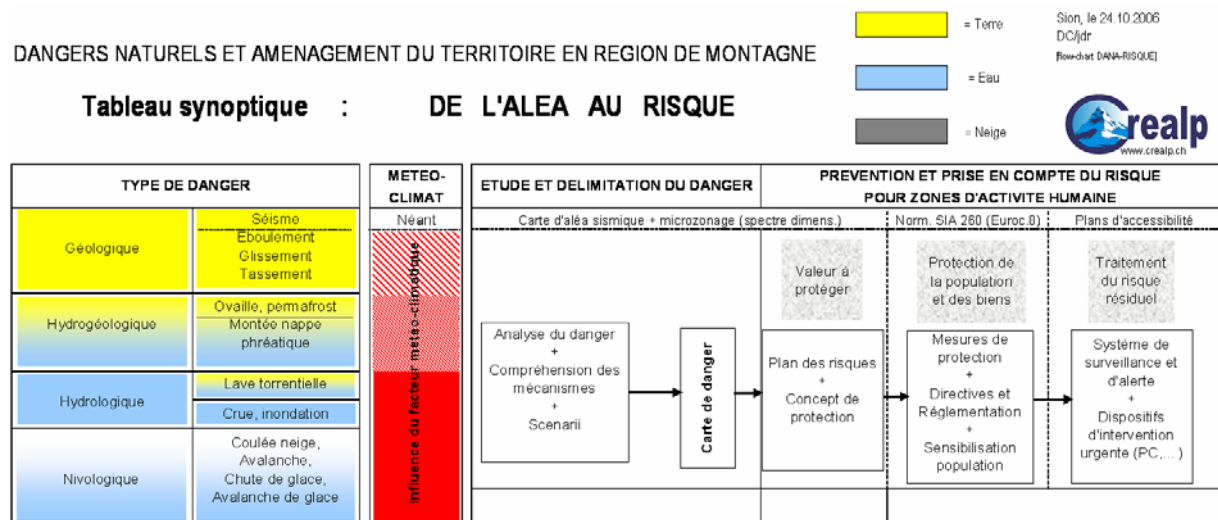 DANGERS NATURELS ET AMENAGEMENT DU TERRITOIRE EN REGION DE MONTAGNE
Tableau synoptique : DE L'ALEA AU RISQUE
= Terre
= Eau
= Neige
Sion, le 24.10.2006
DC/jdr
[flow-chart DANA-RISQUE]
Crealp
www.crealp.ch
TYPE DE DANGER
METEO-
CLIMAT
ETUDE ET DELIMITATION DU DANGER
PREVENTION ET PRISE EN COMPTE DU RISQUE
POUR ZONES D'ACTIVITE HUMAINE
Géologique
Séisme
Eboulement
Glissement
Tassement
Néant
Carte d'aléa sismique + microzonage (spectre dimens.)
Norm. SIA 260 (Euroc.8)
Plans d'accessibilité
Hydrogéologique
Ovaille, permafrost
Montée nappe
phréatique
Hydrologique
Lave torrentielle
Crue, inondation
Nivologique
Coulée neige,
Avalanche,
Chute de glace,
Avalanche de glace
Influence du facteur meteo-climatique
Analyse du danger
+
Compréhension des
mécanismes
+
Scenarii
Carte de danger
Valeur à
protéger
Plan des risques
+
Concept de
protection
Protection de
la population
et des biens
Mesures de
protection
+
Directives et
Réglementation
+
Sensibilisation
population
Traitement
du risque
résiduel
Système de
surveillance et
d'alerte
+
Dispositifs
d'intervention
urgente (PC,... )